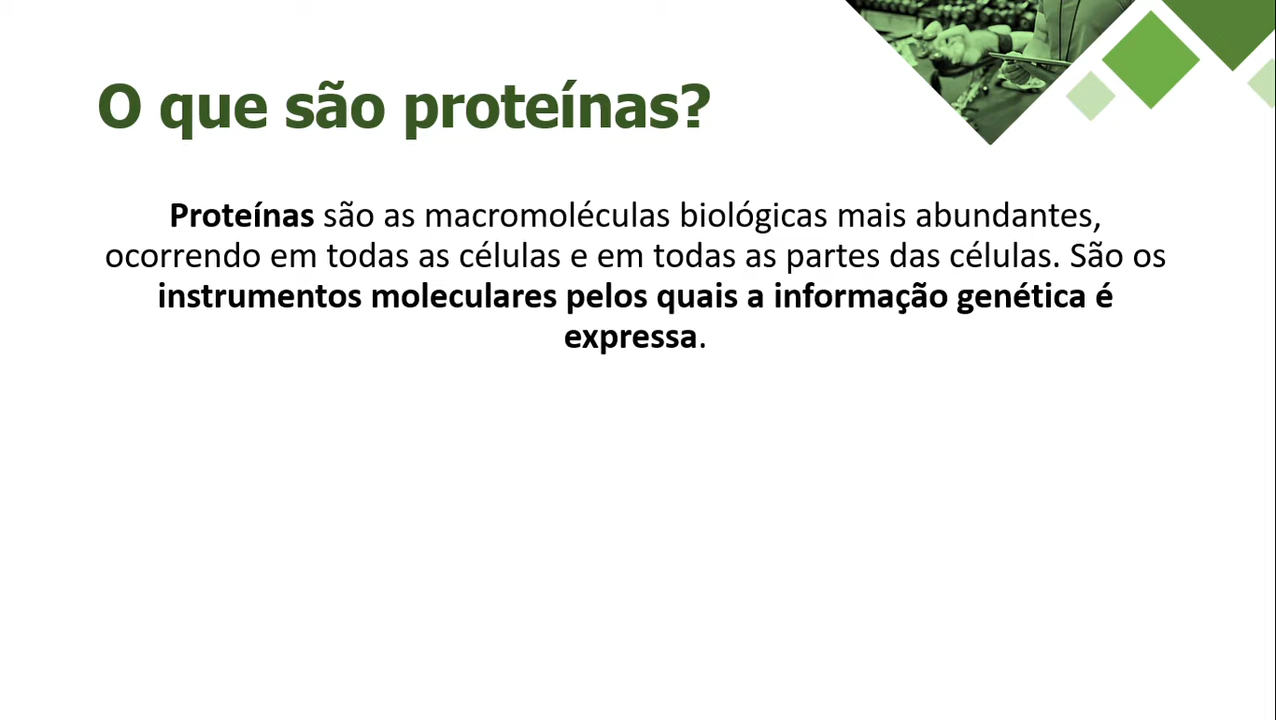 O que são proteínas?
Proteínas são as macromoléculas biológicas mais abundantes,
ocorrendo em todas as células e em todas as partes das células. São os
instrumentos moleculares pelos quais a informação genética é
expressa.